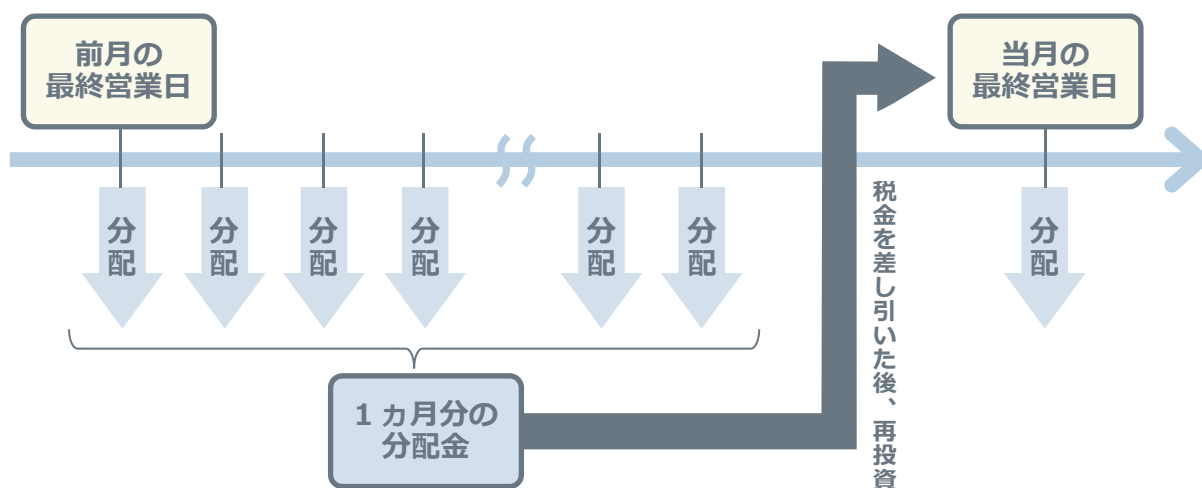 前月の
最終営業日
当月の
最終営業日
分配
分配
分配
分配
分配
分配
分配
税金を差し引いた後、再投資
1 ヵ月分の
分配金